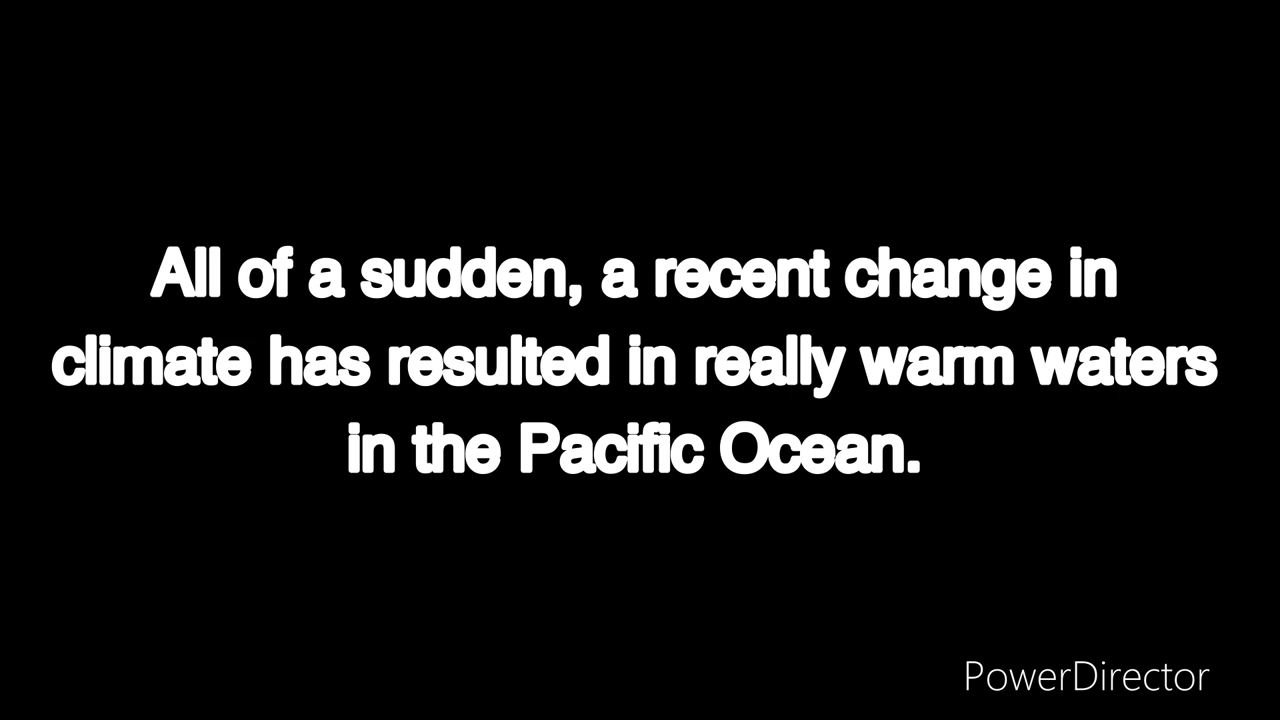 All of a sudden, a recent change in
climate has resulted in really warm waters
in the Pacific Ocean.
PowerDirector